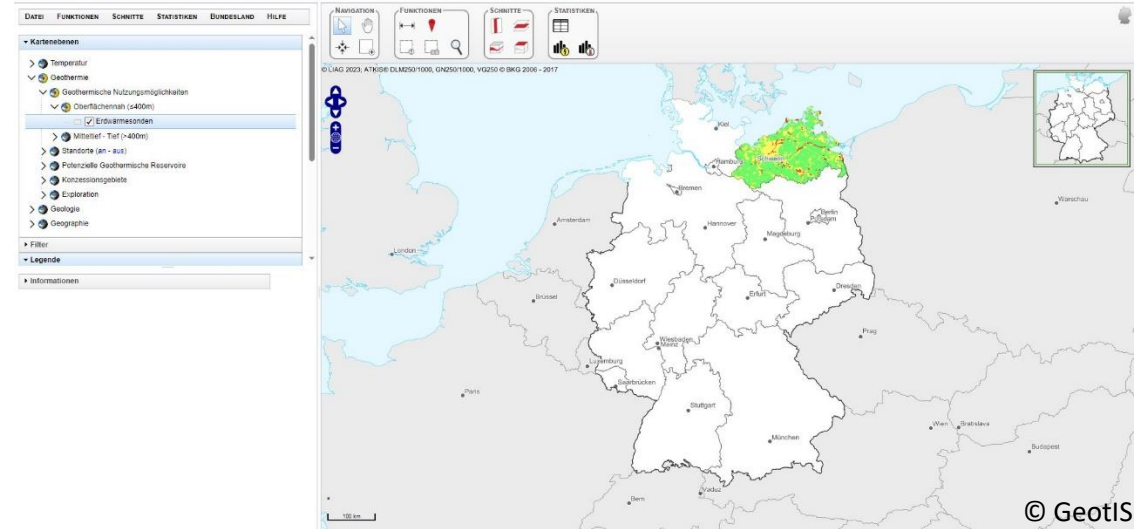 DATEI FUNKTIONEN SCHNITTE STATISTIKEN BUNDESLAND HILFE
Kartenebenen
Temperatur
Geothermie
Geothermische Nutzungsmöglichkeiten
Oberflächennah (≤400m)
Erdwärmesonden
Mitteltief - Tief (>400m)
Standorte (an - aus)
Potenzielle Geothermische Reservoire
Konzessionsgebiete
Exploration
Geologie
Geographie
Filter
Legende
Informationen
NAVIGATION FUNKTIONEN SCHNITTE STATISTIKEN
© LIAG 2023; ATKIS® DLM250/1000, GN250/1000, VG250 © BKG 2006 - 2017
Kiel
Schwerin
Hamburg
Bremen
Berlin
Potsdam
Warschau
Amsterdam
Hannover
Magdeburg
London
Düsseldorf
Erfurt
Dresden
Brüssel
Prag
Wiesbaden
Mainz
Luxemburg
Saarbrücken
Paris
Stuttgart
Wien
Bratislava
München
Budapest
Vaduz
Bern
100 km
© GeotIS